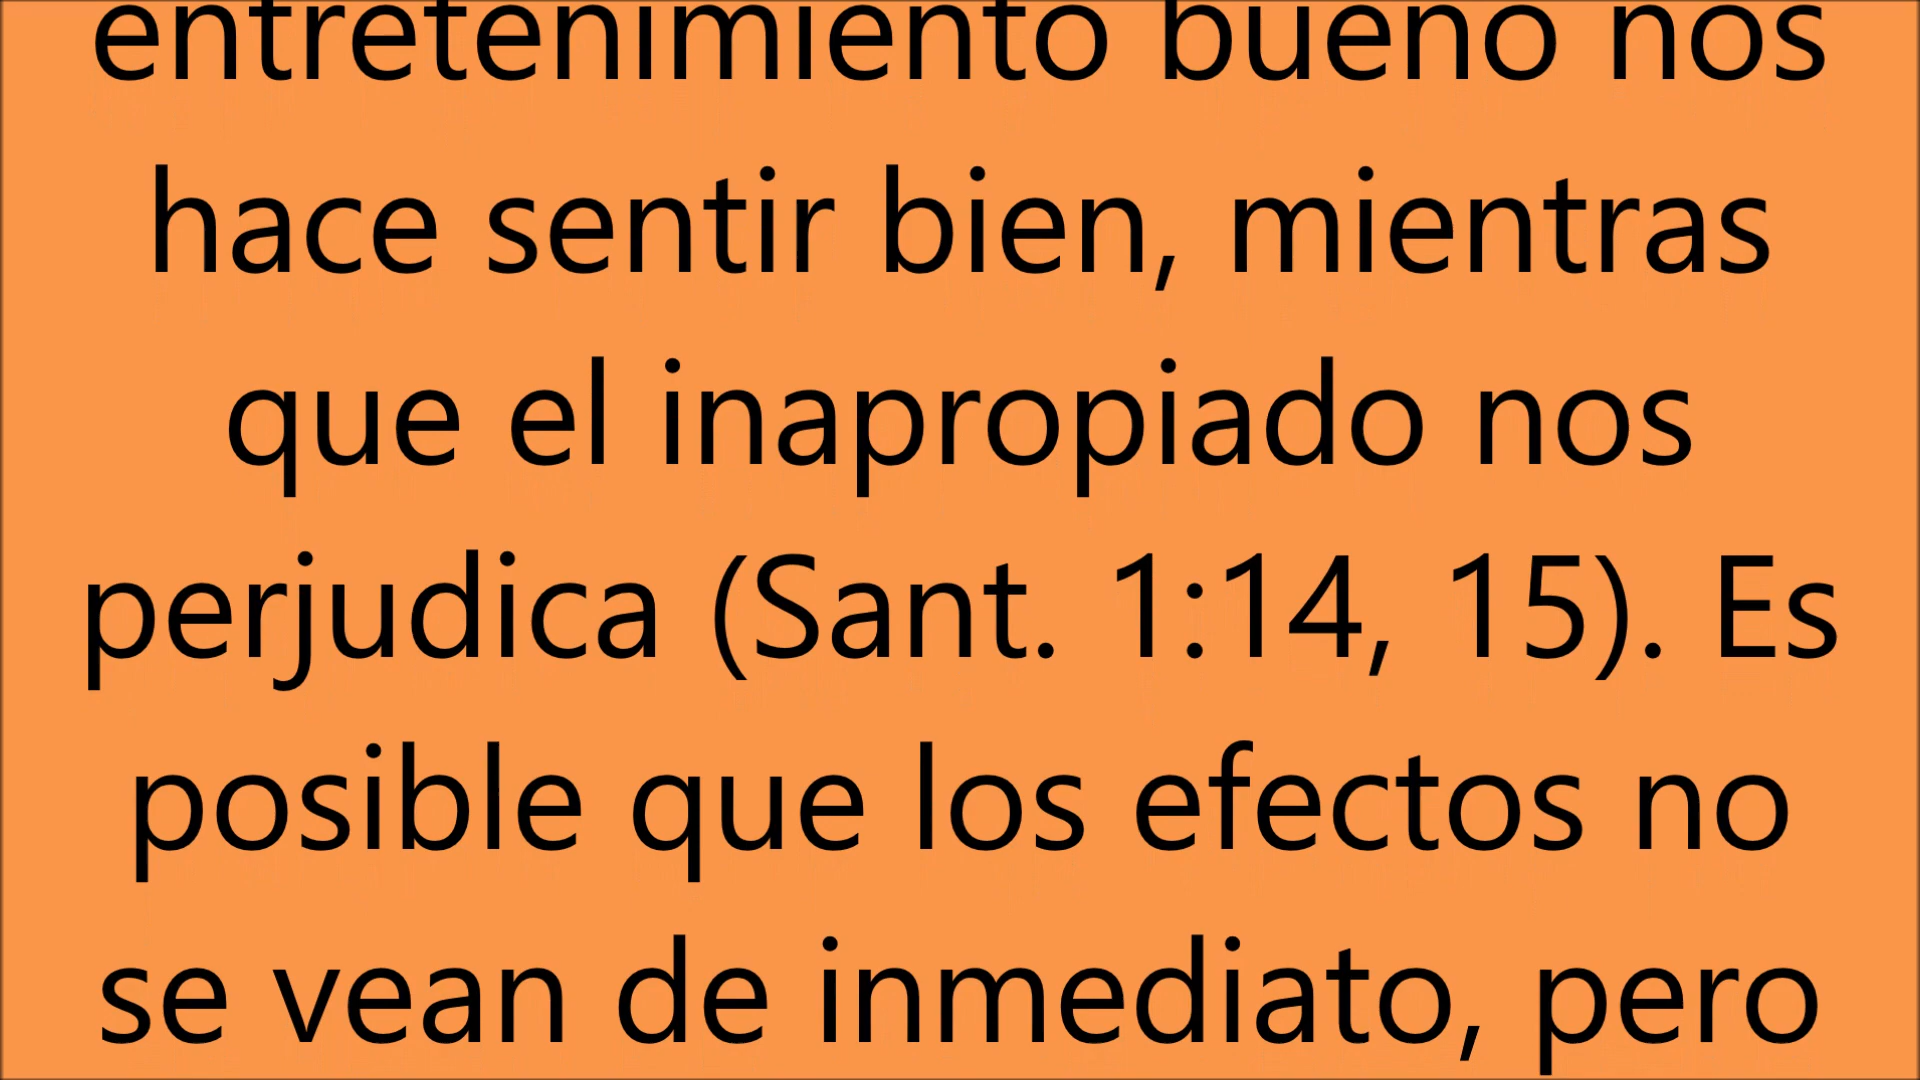 entretenimiento bueno nos
hace sentir bien, mientras
que el inapropiado nos
perjudica (Sant. 1:14, 15). Es
posible que los efectos no
se vean de inmediato, pero